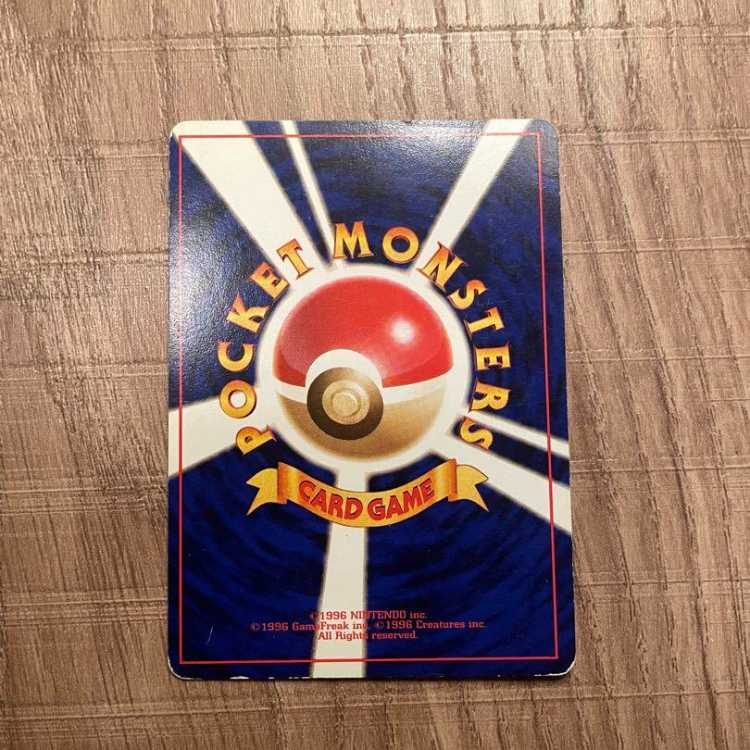 POCKET MONSTERS
CARD GAME
©1996 NINTENDO inc.
©1996 GameFreak inc. ©1996 Creatures inc.
All Rights reserved.